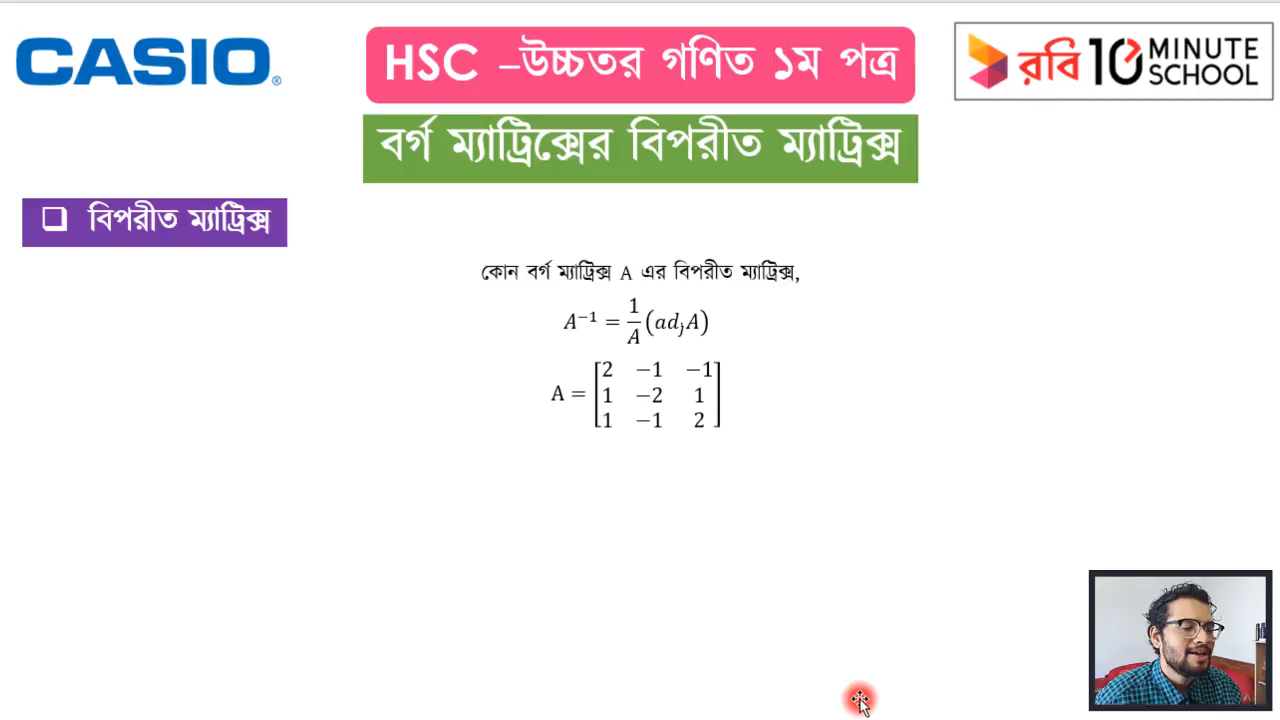 CASIO®
HSC –উচ্চতর গণিত ১ম পত্র
রবি 10 MINUTE SCHOOL
বর্গ ম্যাট্রিক্সের বিপরীত ম্যাট্রিক্স
❑ বিপরীত ম্যাট্রিক্স
কোন বর্গ ম্যাট্রিক্স A এর বিপরীত ম্যাট্রিক্স,
A⁻¹ = 1/A (ad_j A)
A = [2 −1 −1
1 −2 1
1 −1 2]